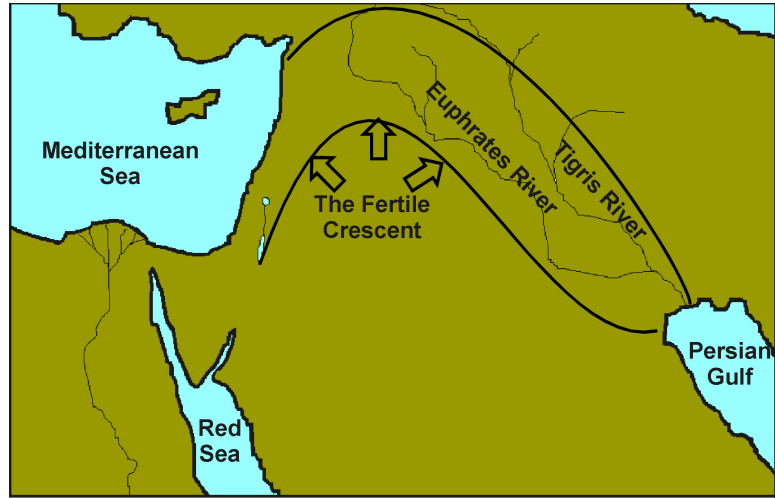 Mediterranean
Sea
Euphrates River
Tigris River
The Fertile
Crescent
Persian
Gulf
Red
Sea